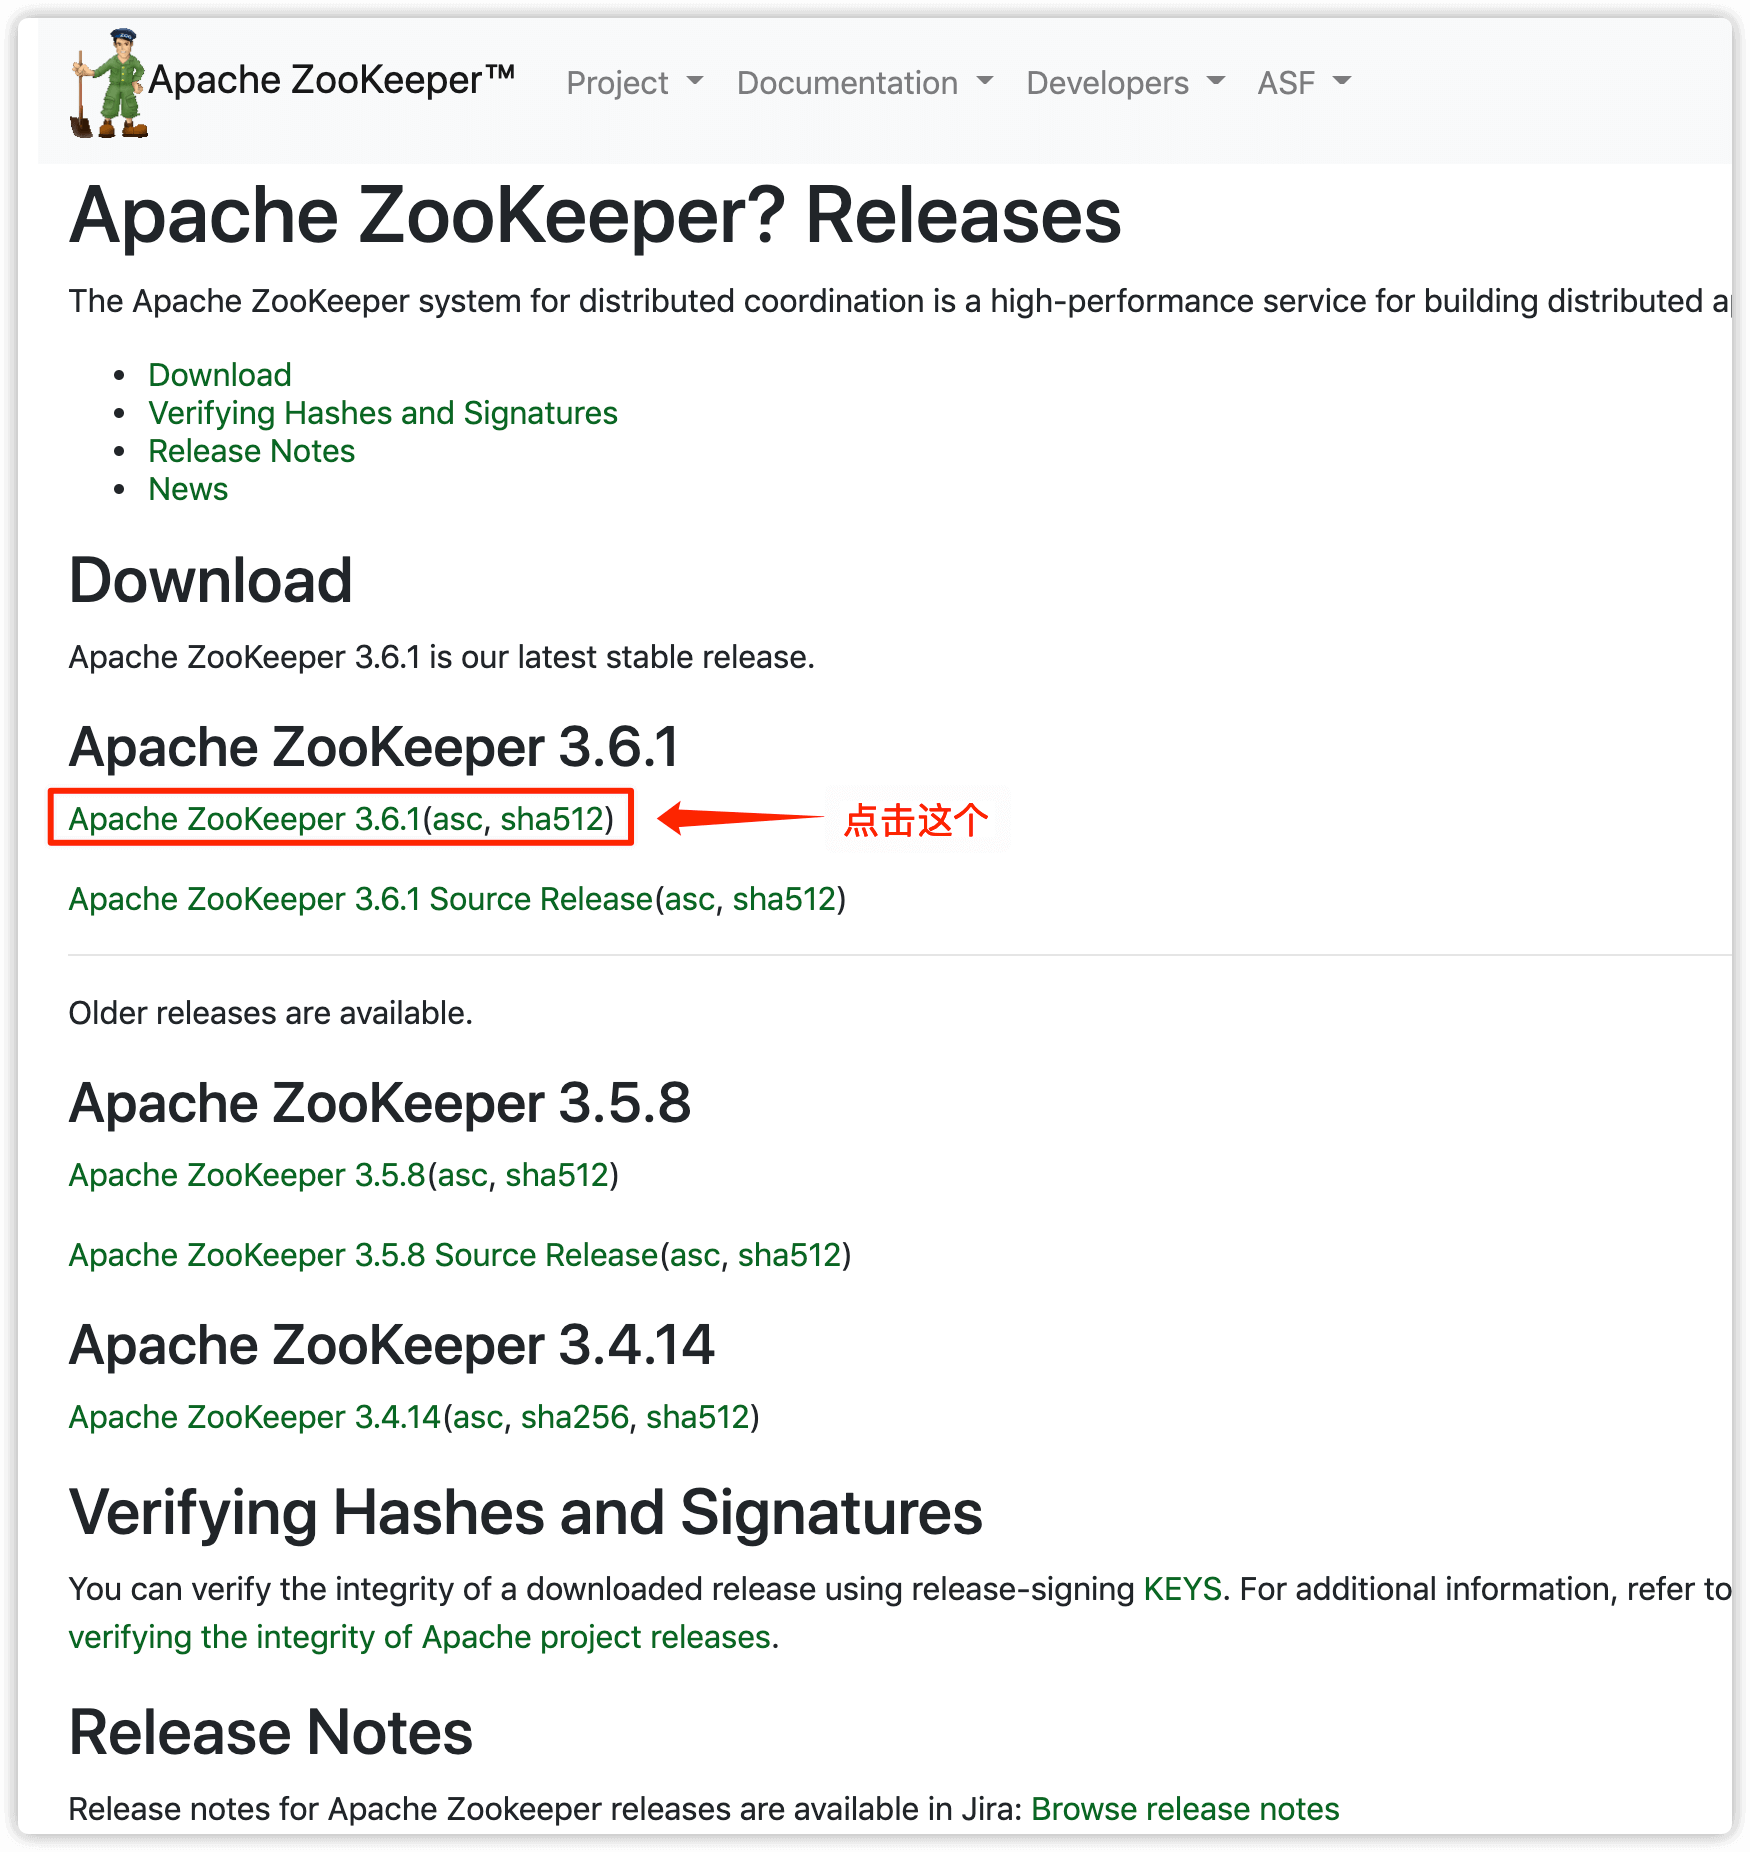 Apache ZooKeeper™ Project Documentation Developers ASF
Apache ZooKeeper? Releases
The Apache ZooKeeper system for distributed coordination is a high-performance service for building distributed
Download
Verifying Hashes and Signatures
Release Notes
News
Download
Apache ZooKeeper 3.6.1 is our latest stable release.
Apache ZooKeeper 3.6.1
Apache ZooKeeper 3.6.1(asc, sha512) 点击这个
Apache ZooKeeper 3.6.1 Source Release(asc, sha512)
Older releases are available.
Apache ZooKeeper 3.5.8
Apache ZooKeeper 3.5.8(asc, sha512)
Apache ZooKeeper 3.5.8 Source Release(asc, sha512)
Apache ZooKeeper 3.4.14
Apache ZooKeeper 3.4.14(asc, sha256, sha512)
Verifying Hashes and Signatures
You can verify the integrity of a downloaded release using release-signing KEYS. For additional information, refer to
verifying the integrity of Apache project releases.
Release Notes
Release notes for Apache Zookeeper releases are available in Jira: Browse release notes